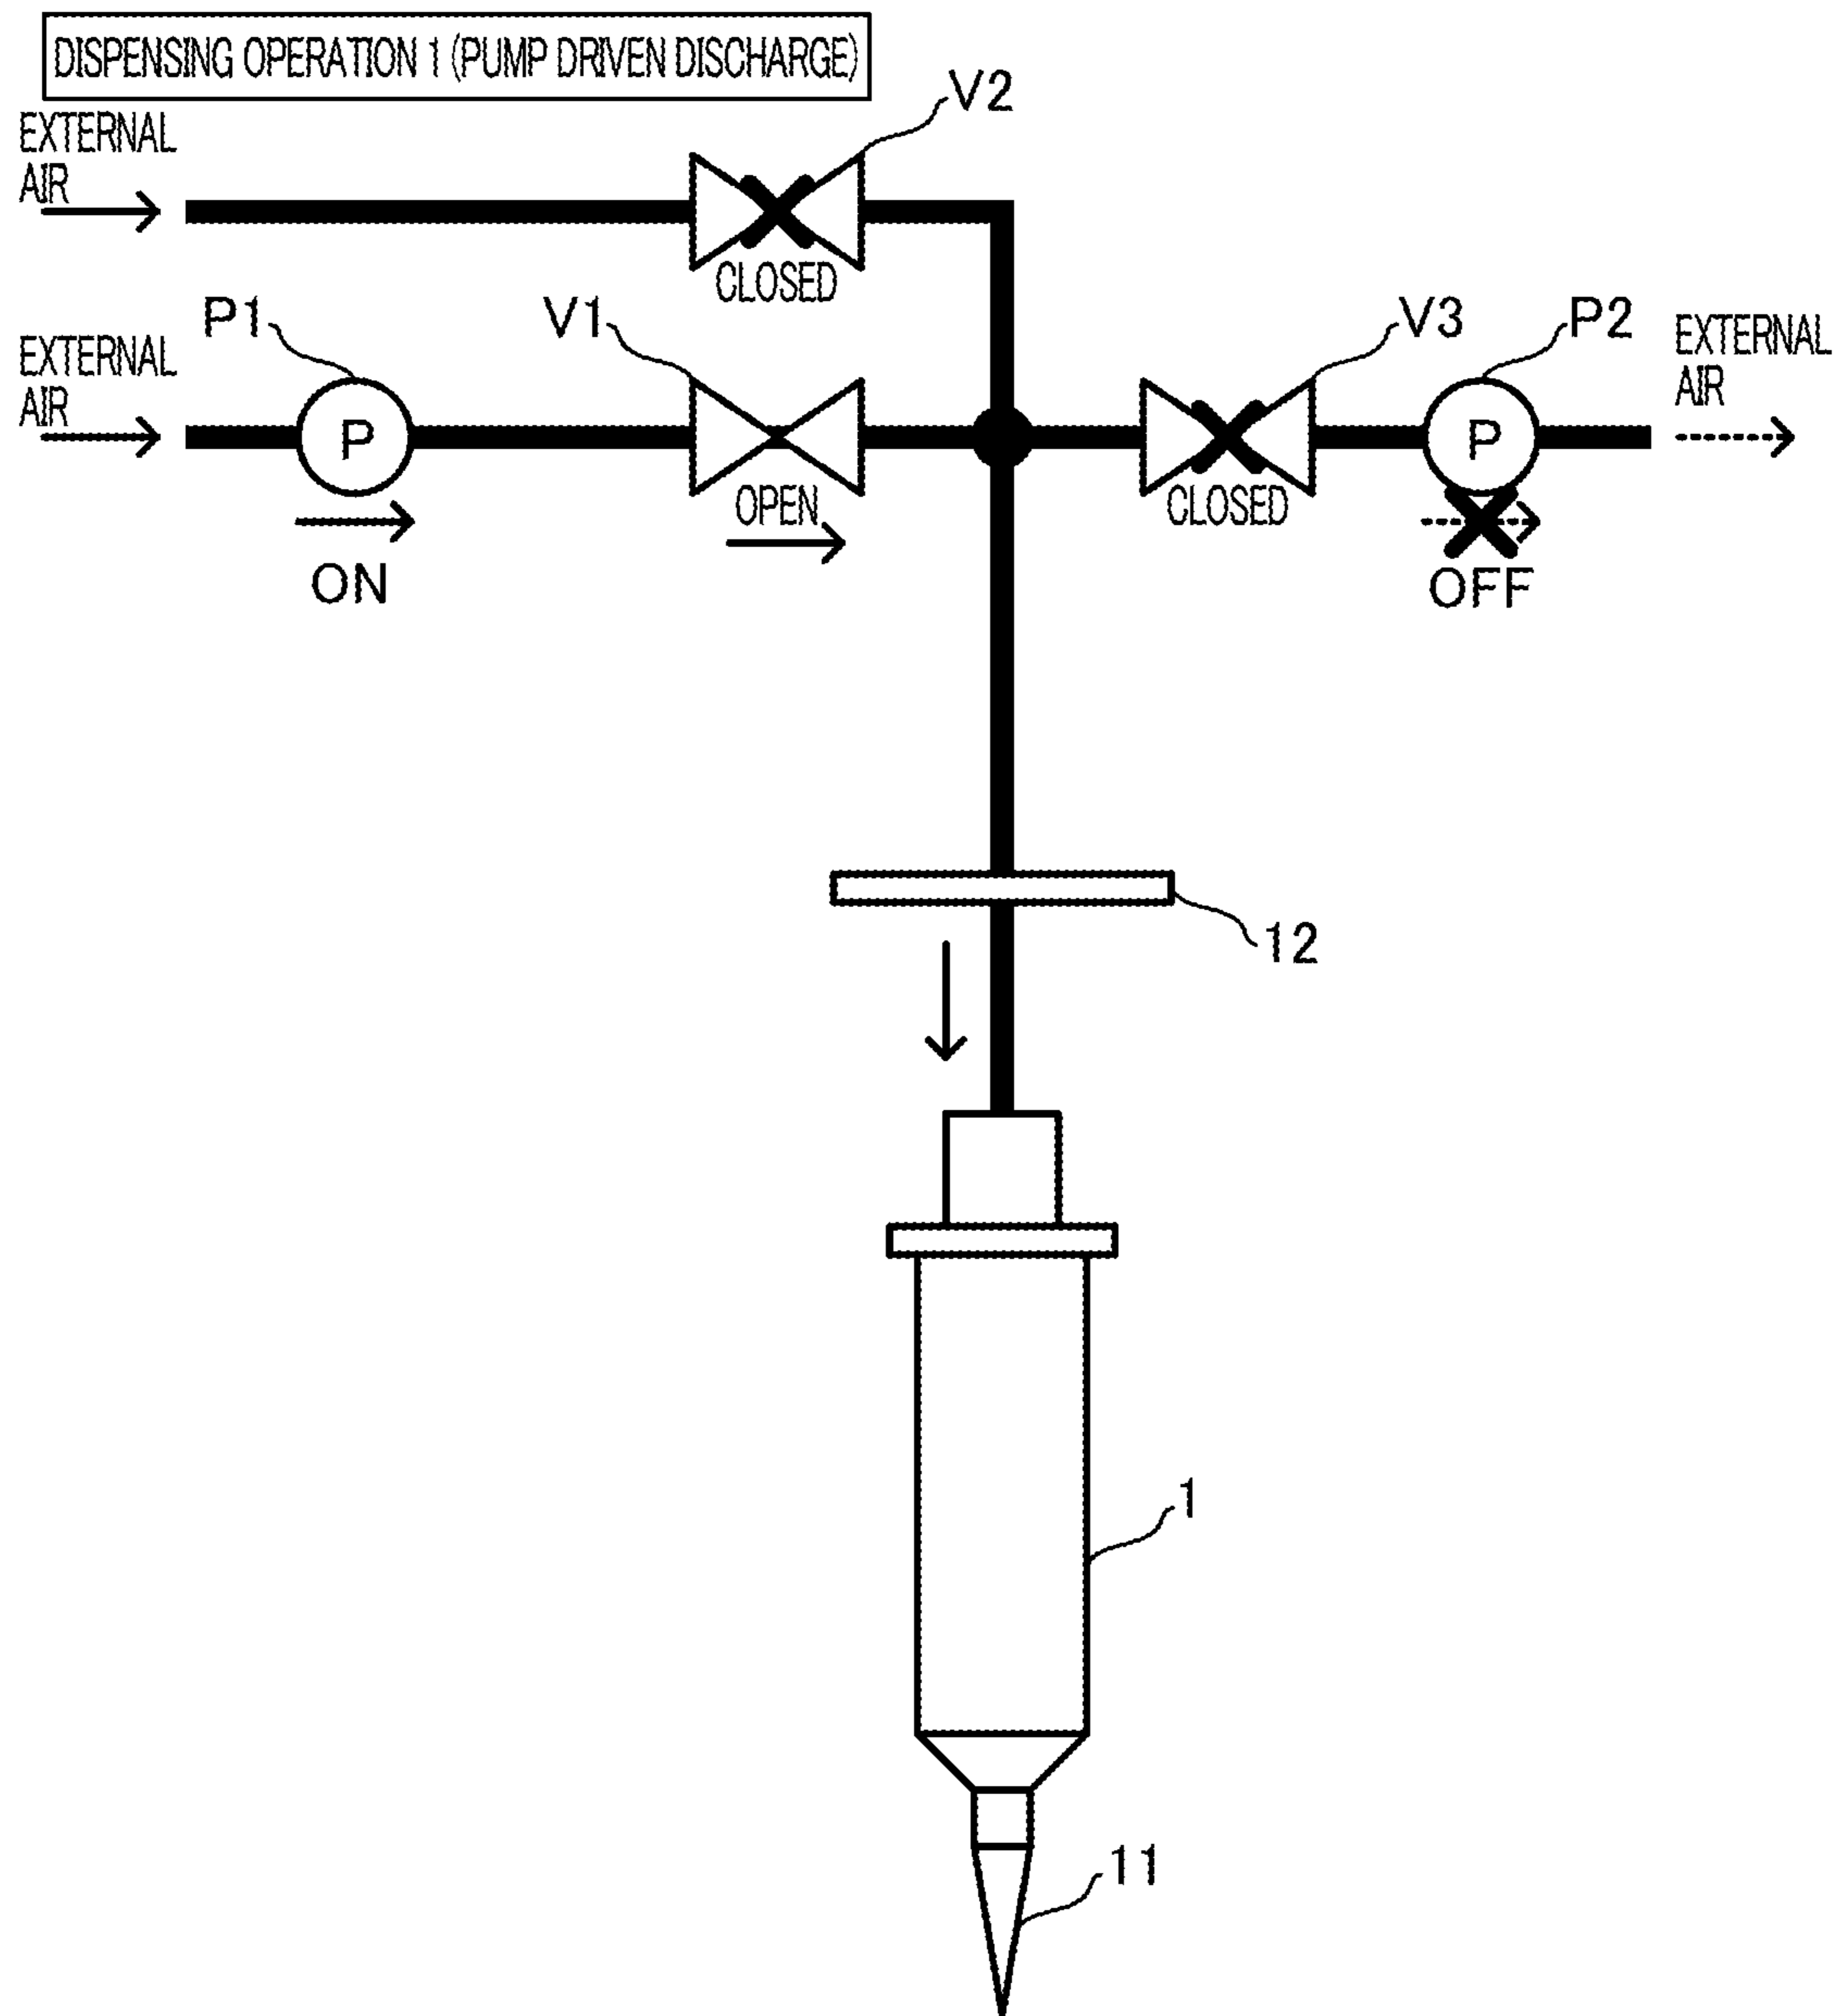 DISPENSING OPERATION 1 (PUMP DRIVEN DISCHARGE)
V2
EXTERNAL
AIR
CLOSED
P1
V1
V3
P2
EXTERNAL
AIR
EXTERNAL
AIR
P
P
OPEN
CLOSED
ON
OFF
12
1
11